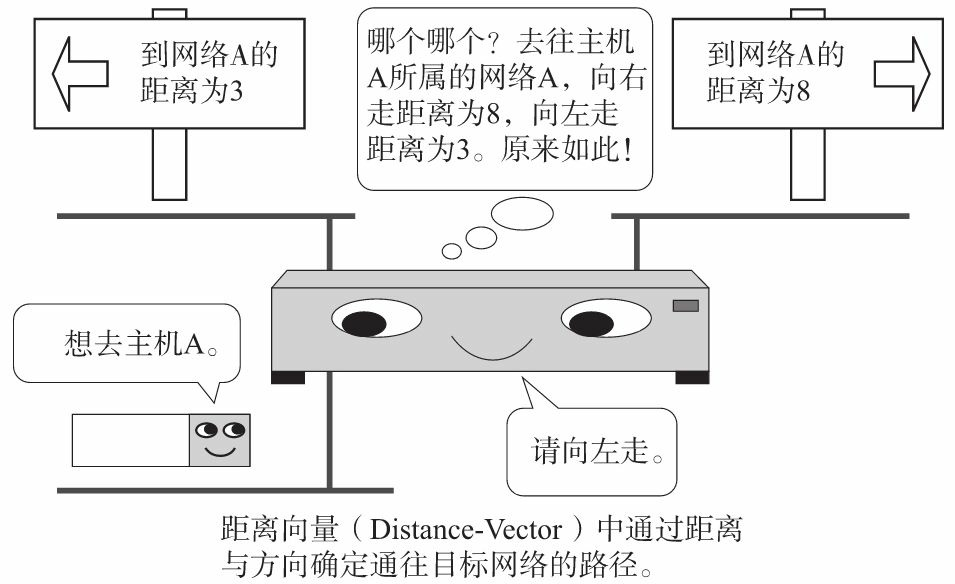 到网络A的
距离为3
哪个哪个？去往主机
A所属的网络A，向右
走距离为8，向左走
距离为3。原来如此！
到网络A的
距离为8
想去主机A。
请向左走。
距离向量（Distance-Vector）中通过距离
与方向确定通往目标网络的路径。